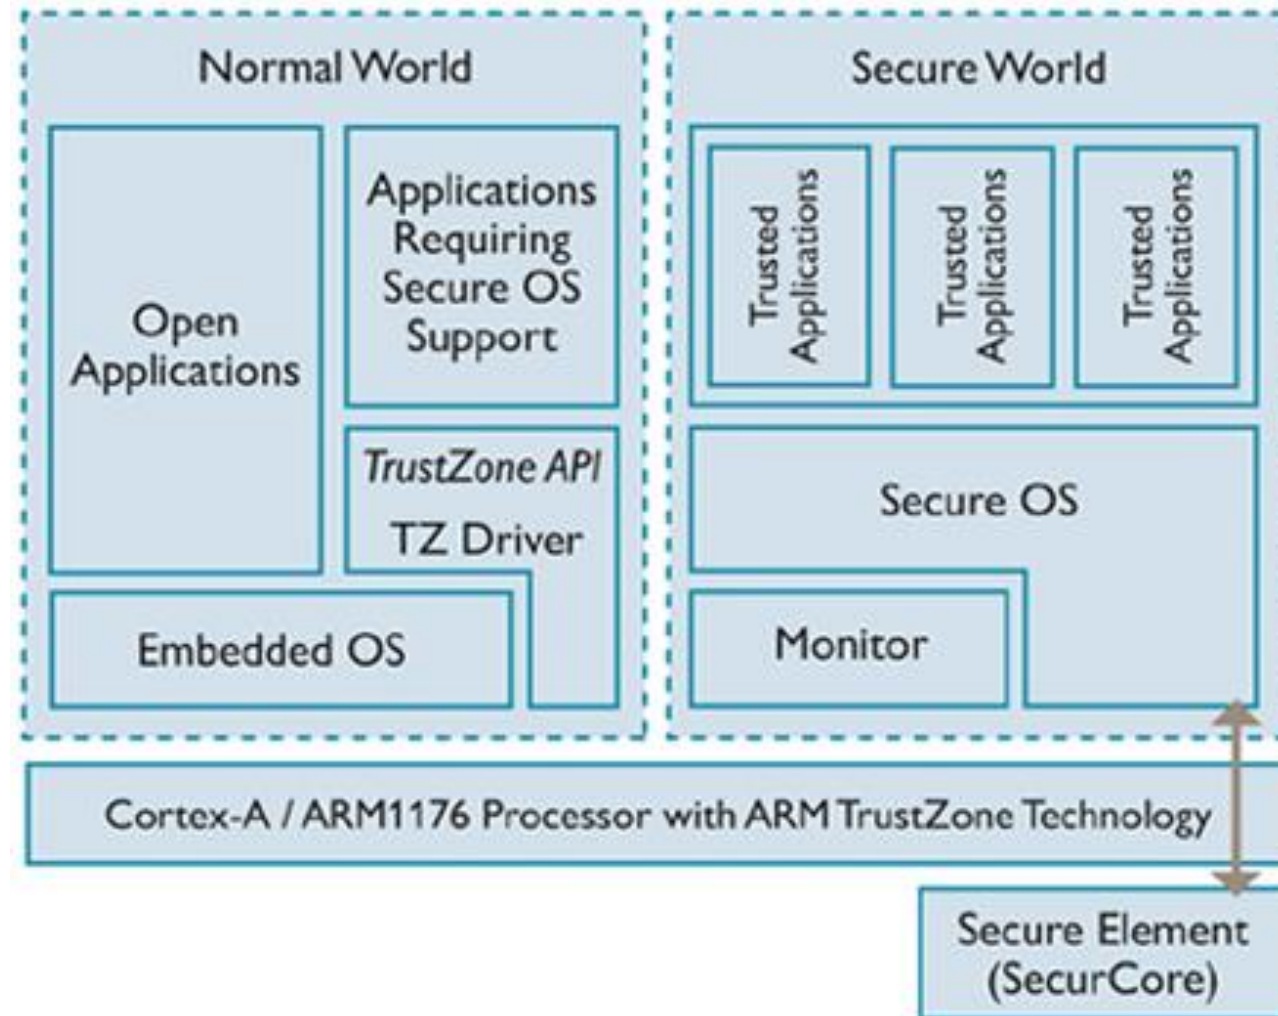 Normal World
Secure World
Open
Applications
Applications
Requiring
Secure OS
Support
TrustZone API
TZ Driver
Embedded OS
Trusted
Applications
Trusted
Applications
Trusted
Applications
Secure OS
Monitor
Cortex-A / ARM1176 Processor with ARM TrustZone Technology
Secure Element
(SecurCore)